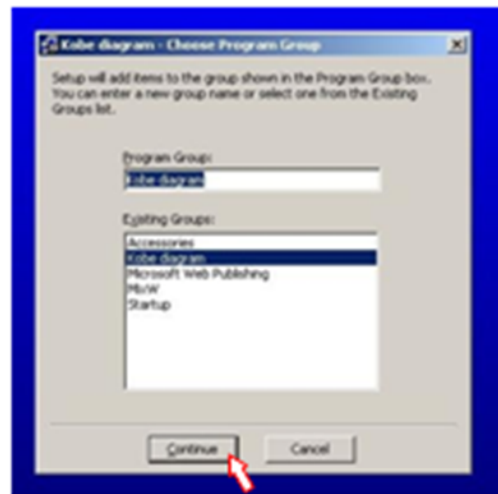 Kobe diagram - Choose Program Group
Setup will add items to the group shown in the Program Group box.
You can enter a new group name or select one from the Existing
Groups list.
Program Group:
Kobe diagram
Existing Groups:
Accessories
Kobe diagram
Microsoft Web Publishing
MixW
Startup
Continue
Cancel